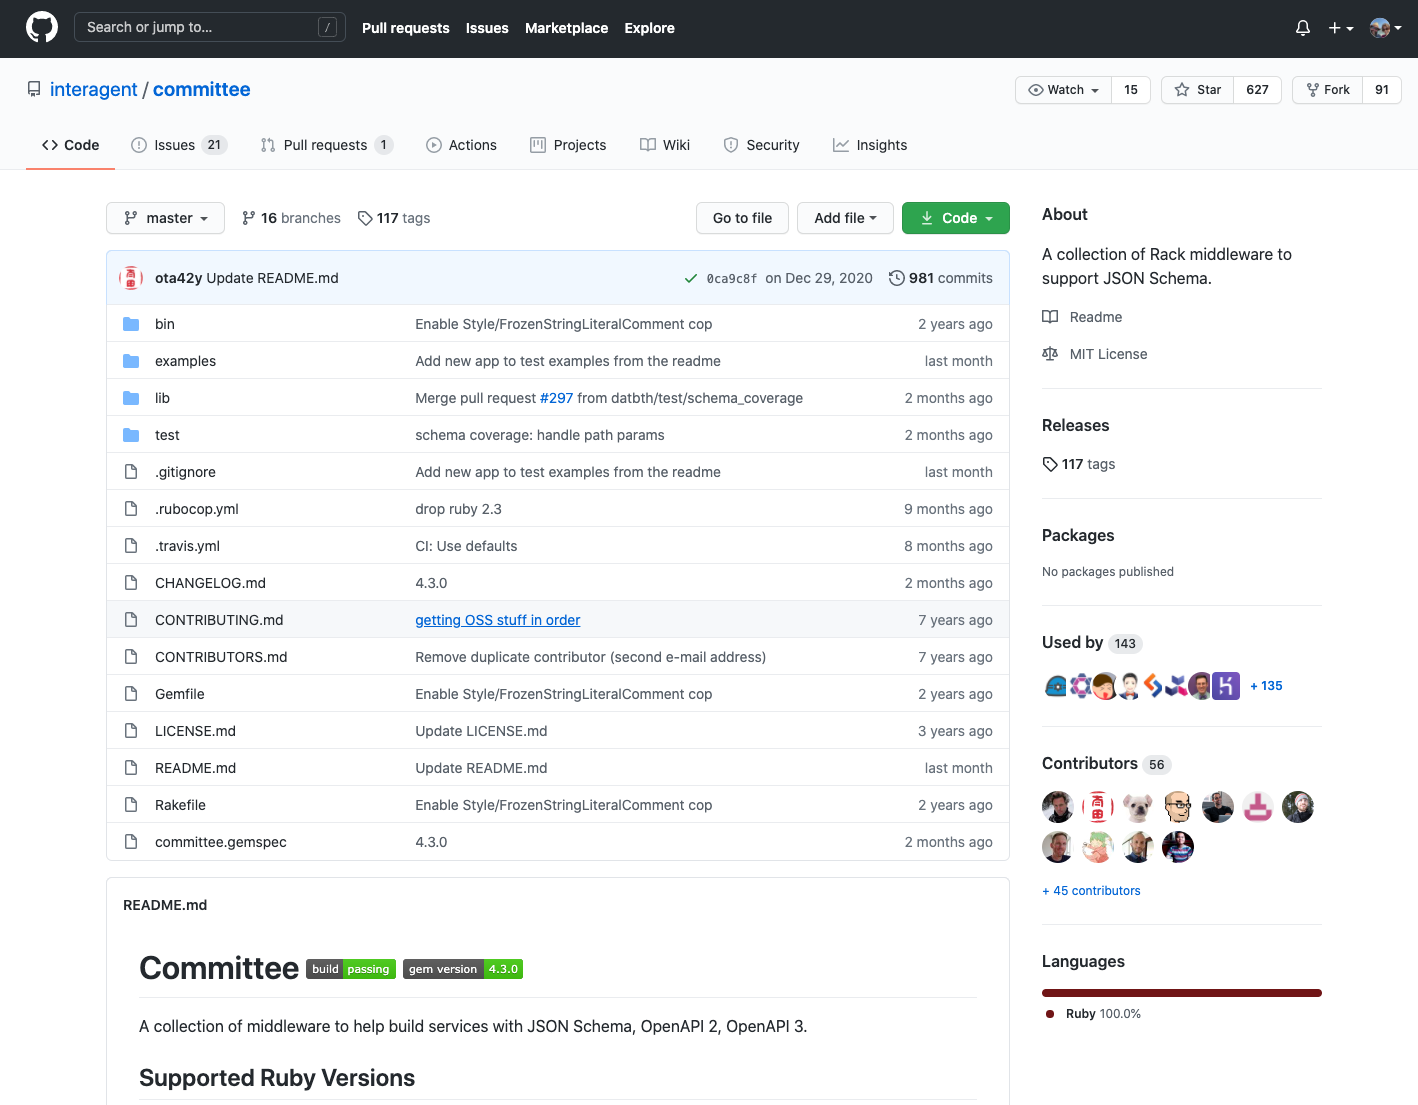 Search or jump to... /
Pull requests Issues Marketplace Explore
interagent / committee
Watch 15 Star 627 Fork 91
Code Issues 21 Pull requests 1 Actions Projects Wiki Security Insights
master 16 branches 117 tags Go to file Add file Code
ota42y Update README.md 0ca9c8f on Dec 29, 2020 981 commits
bin Enable Style/FrozenStringLiteralComment cop 2 years ago
examples Add new app to test examples from the readme last month
lib Merge pull request #297 from datbth/test/schema_coverage 2 months ago
test schema coverage: handle path params 2 months ago
.gitignore Add new app to test examples from the readme last month
.rubocop.yml drop ruby 2.3 9 months ago
.travis.yml CI: Use defaults 8 months ago
CHANGELOG.md 4.3.0 2 months ago
CONTRIBUTING.md getting OSS stuff in order 7 years ago
CONTRIBUTORS.md Remove duplicate contributor (second e-mail address) 7 years ago
Gemfile Enable Style/FrozenStringLiteralComment cop 2 years ago
LICENSE.md Update LICENSE.md 3 years ago
README.md Update README.md last month
Rakefile Enable Style/FrozenStringLiteralComment cop 2 years ago
committee.gemspec 4.3.0 2 months ago
README.md
Committee build passing gem version 4.3.0
A collection of middleware to help build services with JSON Schema, OpenAPI 2, OpenAPI 3.
Supported Ruby Versions
About
A collection of Rack middleware to
support JSON Schema.
Readme
MIT License
Releases
117 tags
Packages
No packages published
Used by 143
+ 135
Contributors 56
+ 45 contributors
Languages
Ruby 100.0%